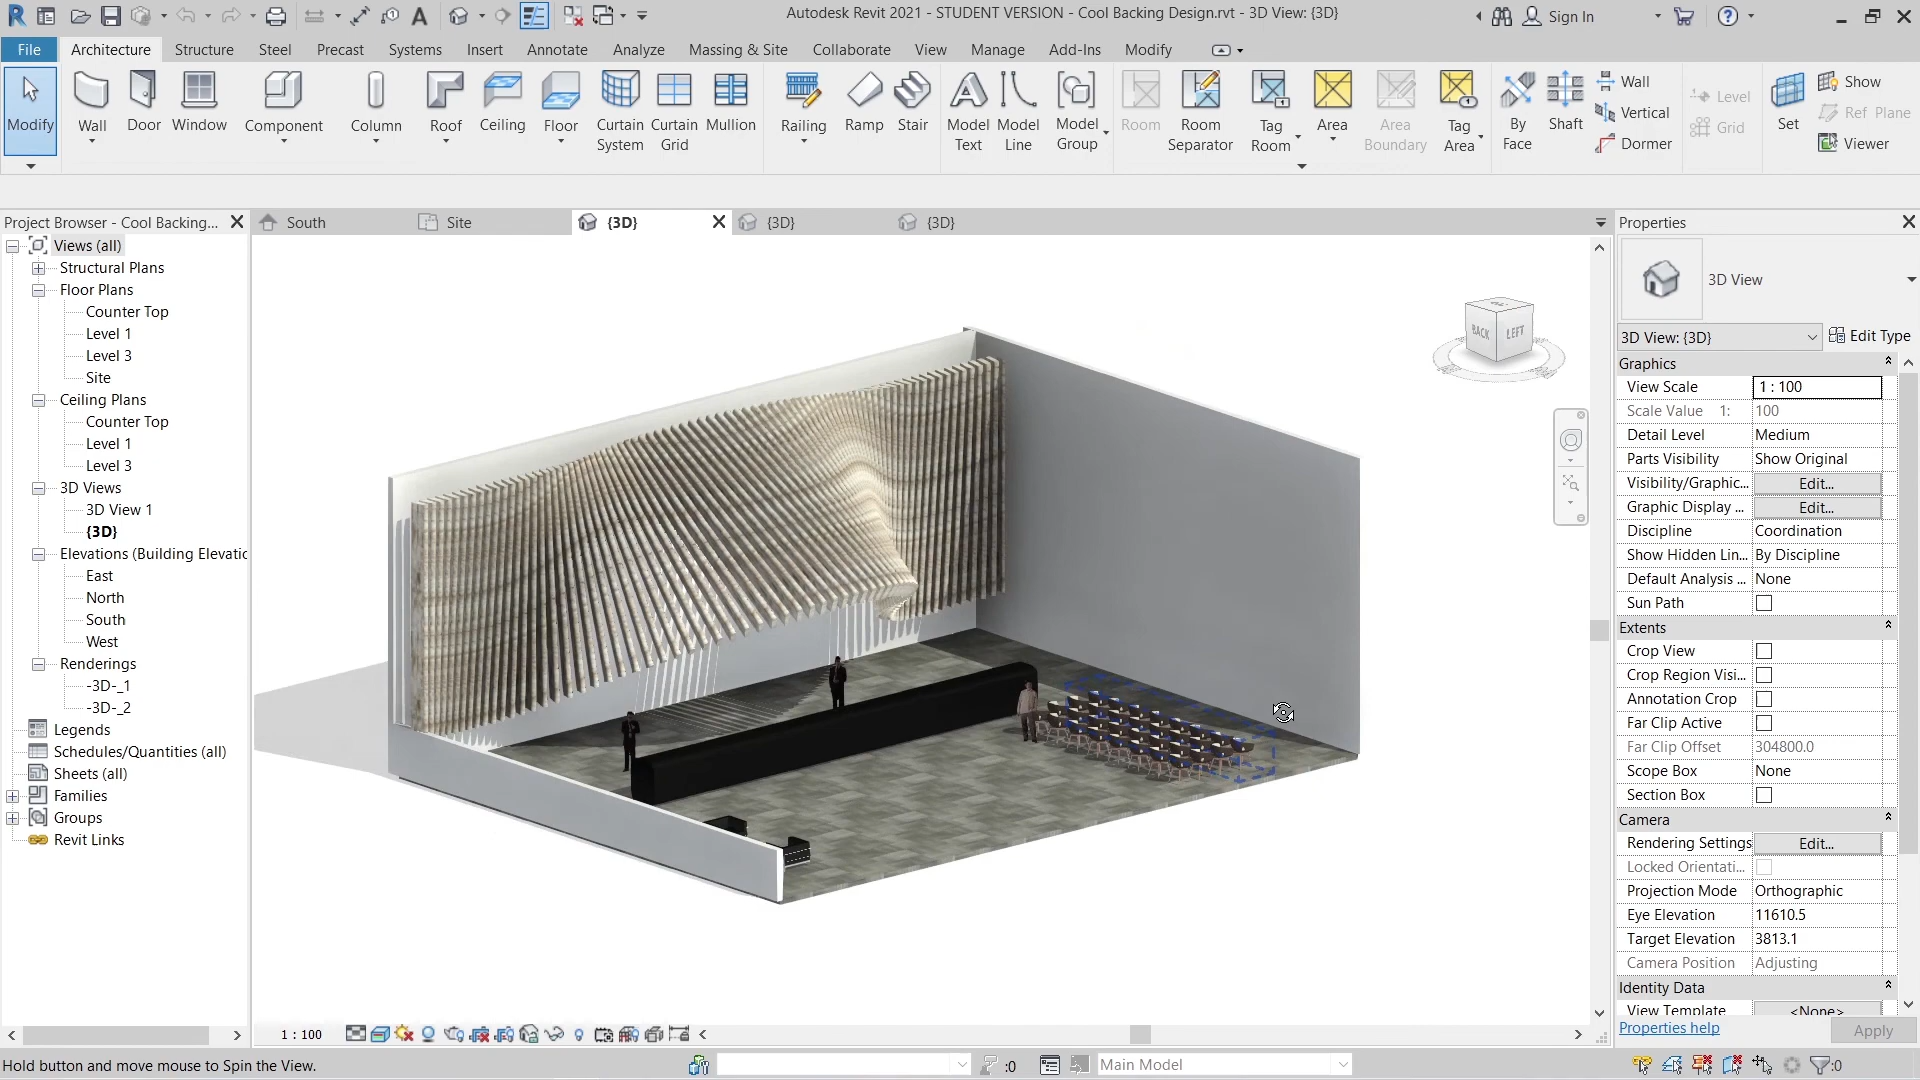 Autodesk Revit 2021 - STUDENT VERSION - Cool Backing Design.rvt - 3D View: {3D}
Sign In
File Architecture Structure Steel Precast Systems Insert Annotate Analyze Massing & Site Collaborate View Manage Add-Ins Modify
Modify
Wall
Door
Window
Component
Column
Roof
Ceiling
Floor
Curtain System
Curtain Grid
Mullion
Railing
Ramp
Stair
Model Text
Model Line
Model Group
Room
Room Separator
Tag Room
Area
Area Boundary
Tag Area
By Face
Shaft
Wall
Vertical
Dormer
Level
Grid
Set
Show
Ref Plane
Viewer
Project Browser - Cool Backing...
South
Site
{3D}
{3D}
{3D}
Properties
Views (all)
Structural Plans
Floor Plans
Counter Top
Level 1
Level 3
Site
Ceiling Plans
Counter Top
Level 1
Level 3
3D Views
3D View 1
{3D}
Elevations (Building Elevatic
East
North
South
West
Renderings
-3D-_1
-3D-_2
Legends
Schedules/Quantities (all)
Sheets (all)
Families
Groups
Revit Links
BACK LEFT
3D View
3D View: {3D} Edit Type
Graphics
View Scale 1 : 100
Scale Value 1: 100
Detail Level Medium
Parts Visibility Show Original
Visibility/Graphic... Edit...
Graphic Display ... Edit...
Discipline Coordination
Show Hidden Lin... By Discipline
Default Analysis ... None
Sun Path
Extents
Crop View
Crop Region Visi...
Annotation Crop
Far Clip Active
Far Clip Offset 304800.0
Scope Box None
Section Box
Camera
Rendering Settings Edit...
Locked Orientati...
Projection Mode Orthographic
Eye Elevation 11610.5
Target Elevation 3813.1
Camera Position Adjusting
Identity Data
View Template <None>
Properties help Apply
1 : 100
Hold button and move mouse to Spin the View.
:0
Main Model
:0